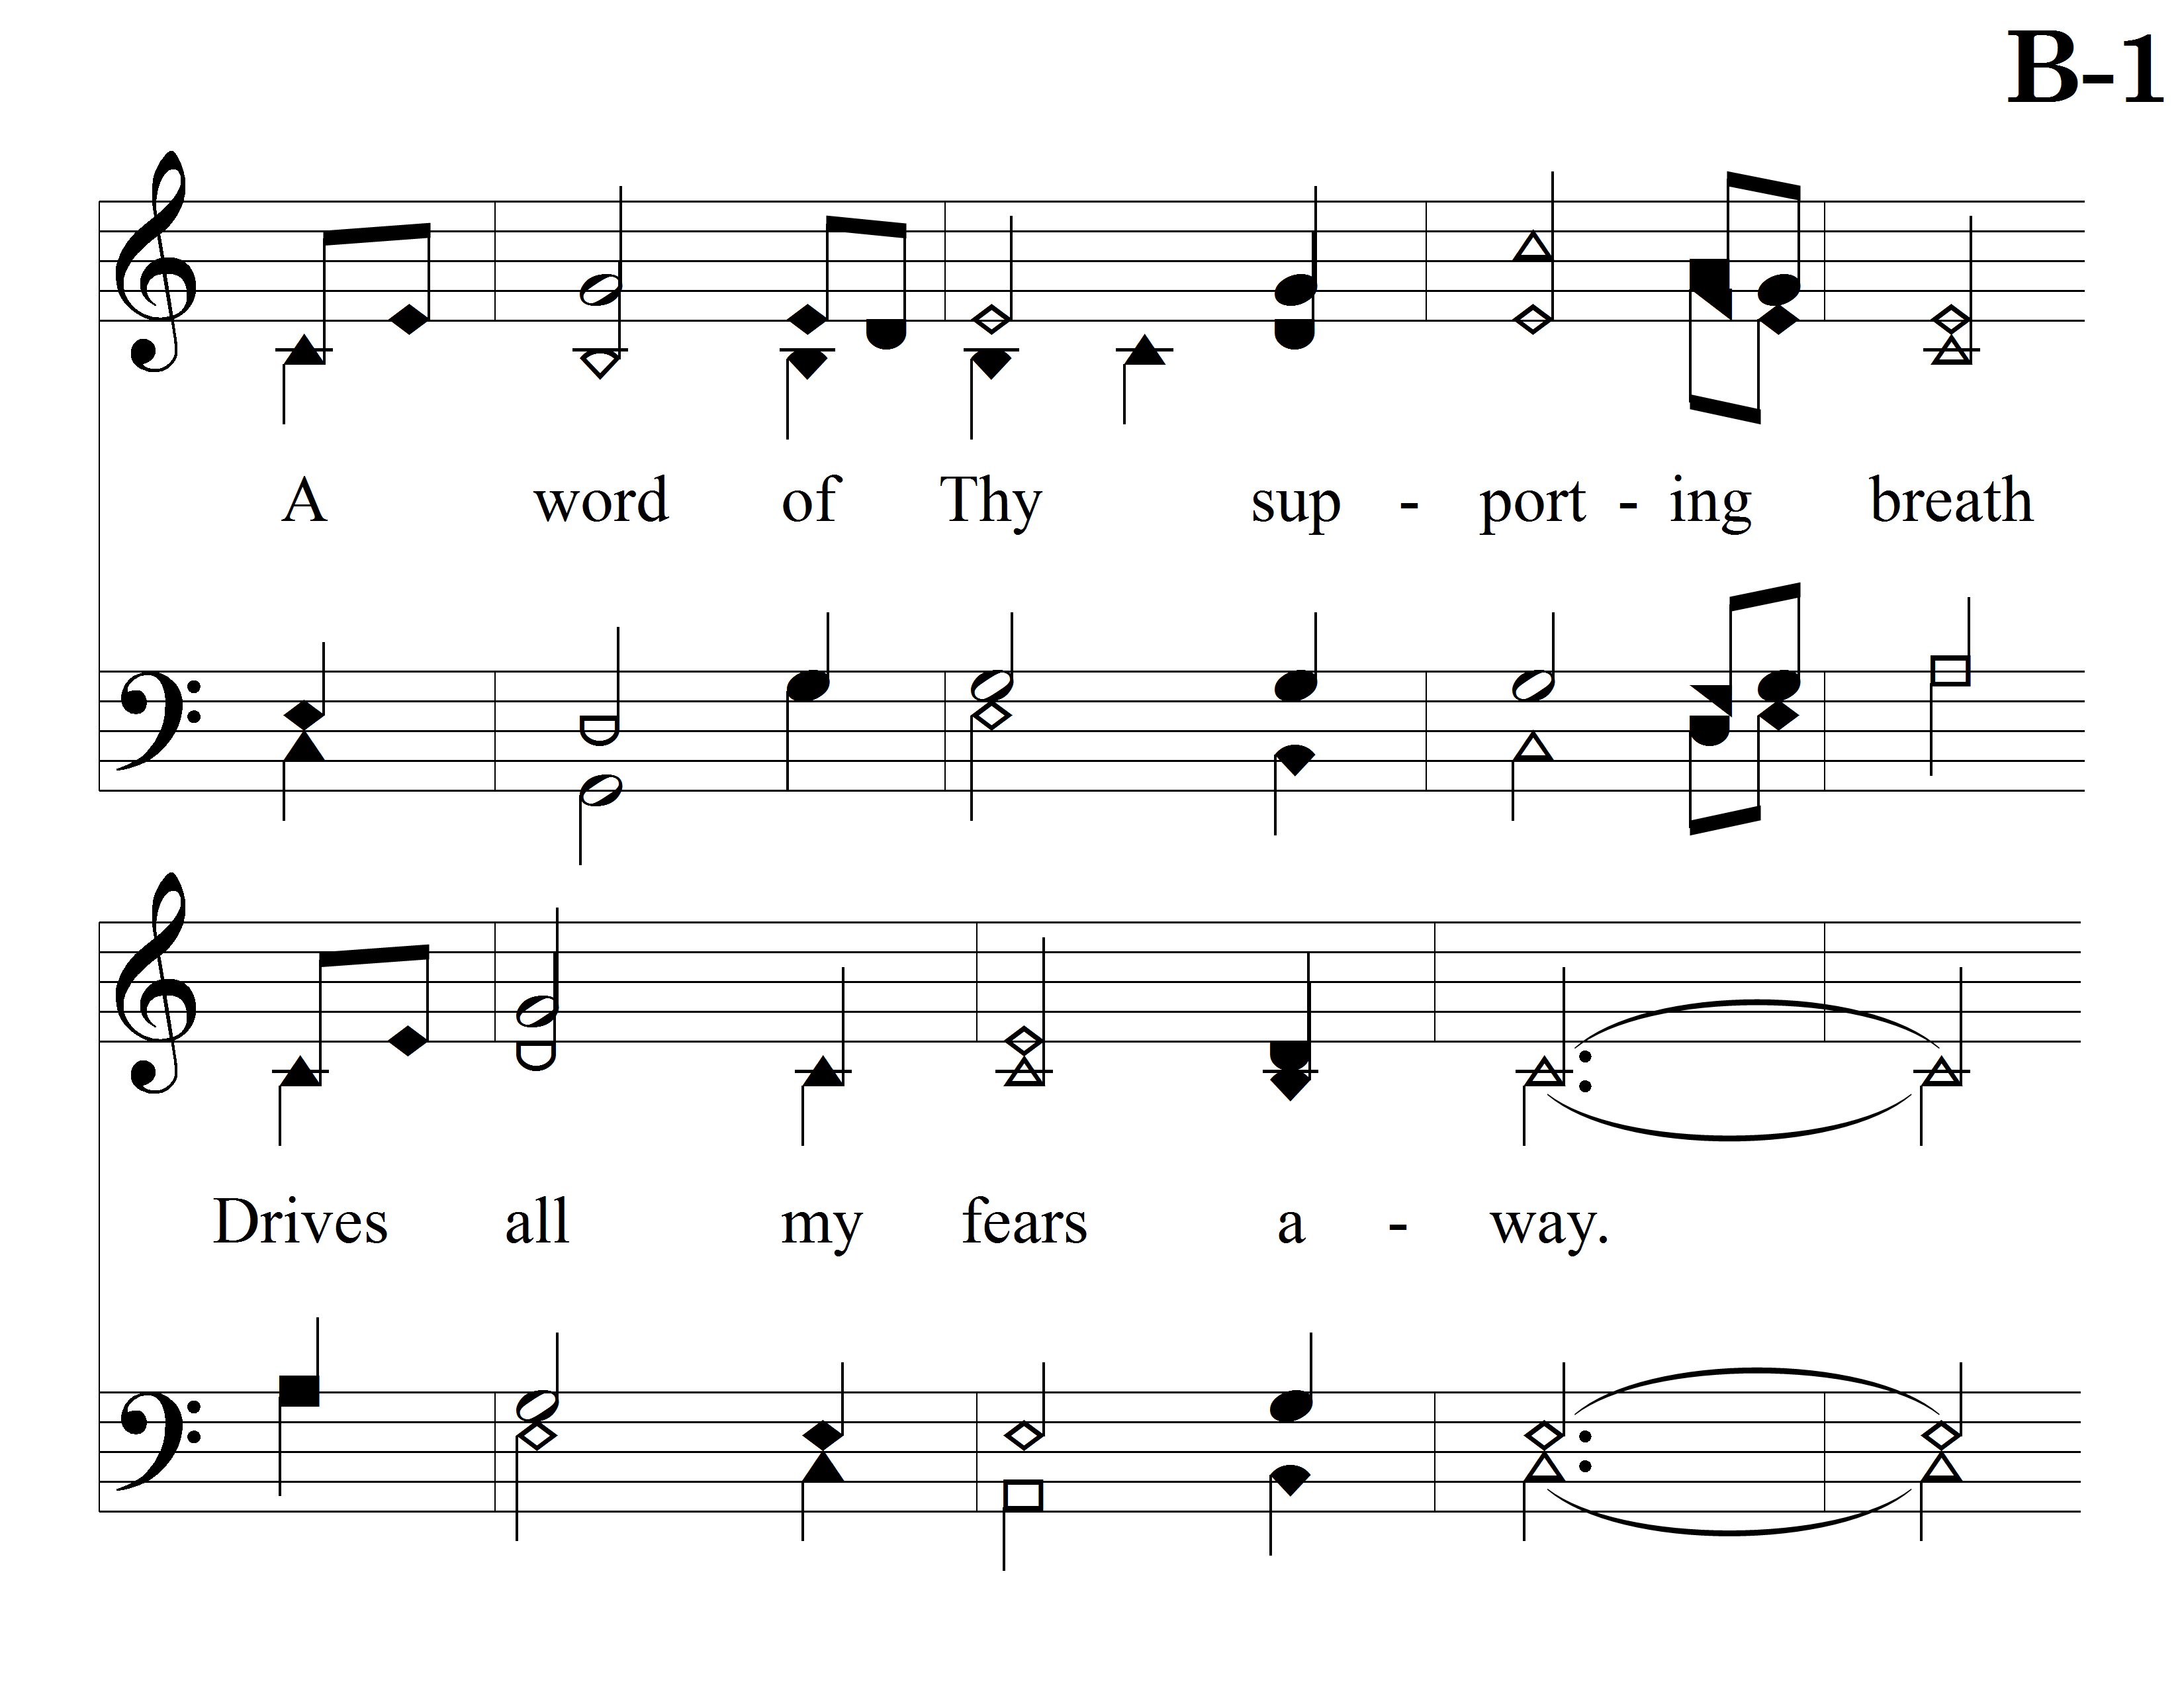 B-1
A word of Thy sup - port - ing breath
Drives all my fears a - way.